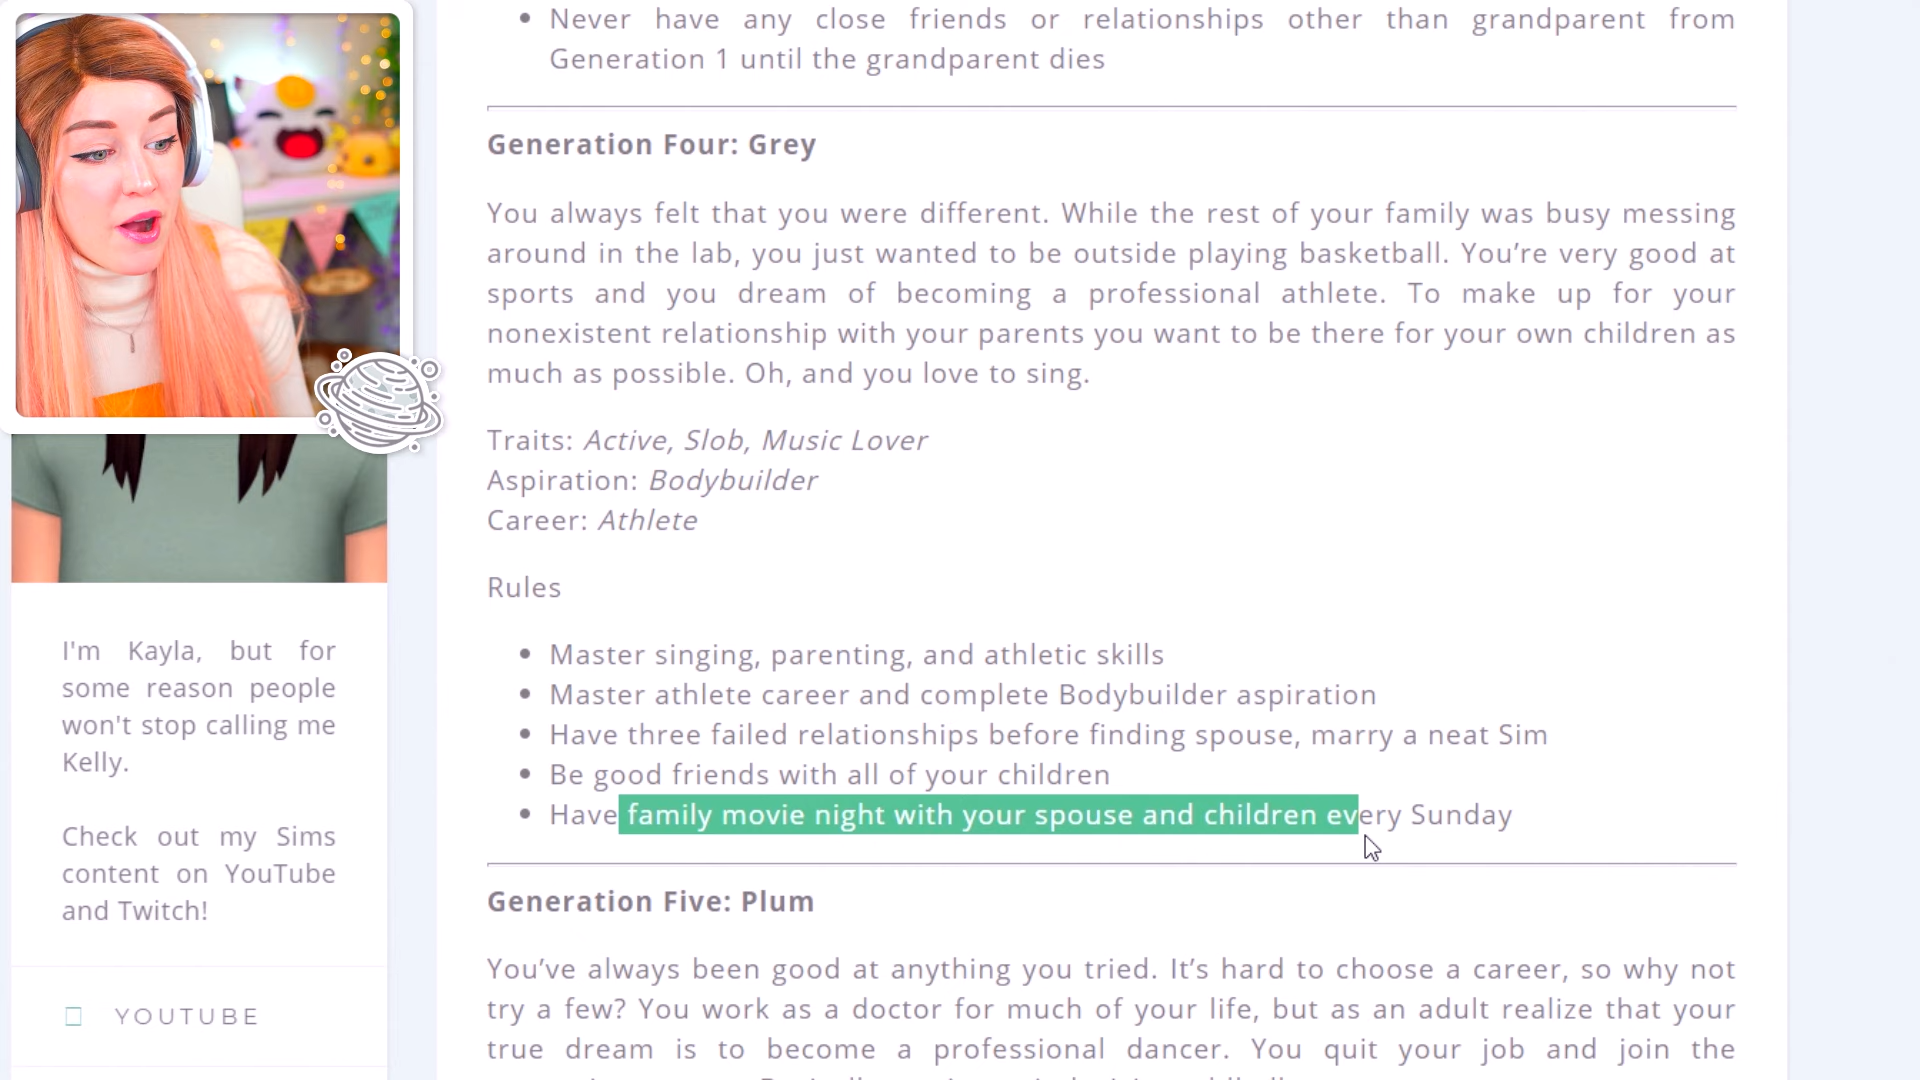 Never have any close friends or relationships other than grandparent from
Generation 1 until the grandparent dies
Generation Four: Grey
You always felt that you were different. While the rest of your family was busy messing
around in the lab, you just wanted to be outside playing basketball. You’re very good at
sports and you dream of becoming a professional athlete. To make up for your
nonexistent relationship with your parents you want to be there for your own children as
much as possible. Oh, and you love to sing.
Traits: Active, Slob, Music Lover
Aspiration: Bodybuilder
Career: Athlete
Rules
Master singing, parenting, and athletic skills
Master athlete career and complete Bodybuilder aspiration
Have three failed relationships before finding spouse, marry a neat Sim
Be good friends with all of your children
Have family movie night with your spouse and children every Sunday
Generation Five: Plum
You’ve always been good at anything you tried. It’s hard to choose a career, so why not
try a few? You work as a doctor for much of your life, but as an adult realize that your
true dream is to become a professional dancer. You quit your job and join the
I'm Kayla, but for
some reason people
won't stop calling me
Kelly.
Check out my Sims
content on YouTube
and Twitch!
YOUTUBE